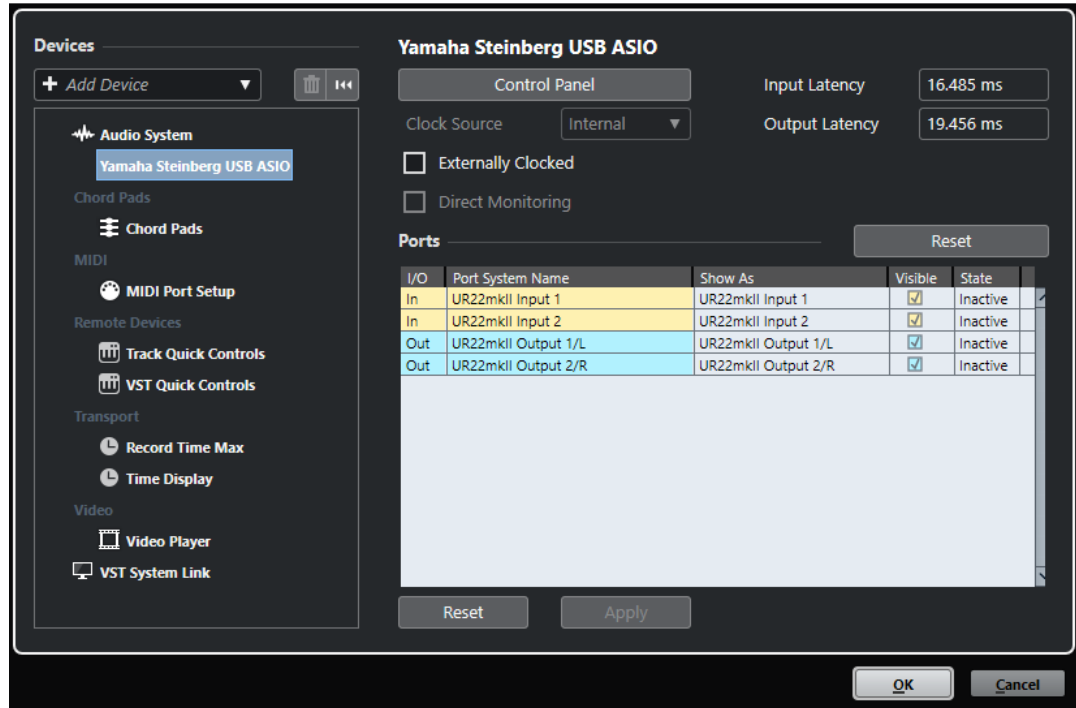 Devices
Add Device
Audio System
Yamaha Steinberg USB ASIO
Chord Pads
Chord Pads
MIDI
MIDI Port Setup
Remote Devices
Track Quick Controls
VST Quick Controls
Transport
Record Time Max
Time Display
Video
Video Player
VST System Link
Yamaha Steinberg USB ASIO
Control Panel
Input Latency 16.485 ms
Clock Source Internal
Output Latency 19.456 ms
Externally Clocked
Direct Monitoring
Ports
Reset
I/O Port System Name Show As Visible State
In UR22mkII Input 1 UR22mkII Input 1 Inactive
In UR22mkII Input 2 UR22mkII Input 2 Inactive
Out UR22mkII Output 1/L UR22mkII Output 1/L Inactive
Out UR22mkII Output 2/R UR22mkII Output 2/R Inactive
Reset Apply
OK Cancel